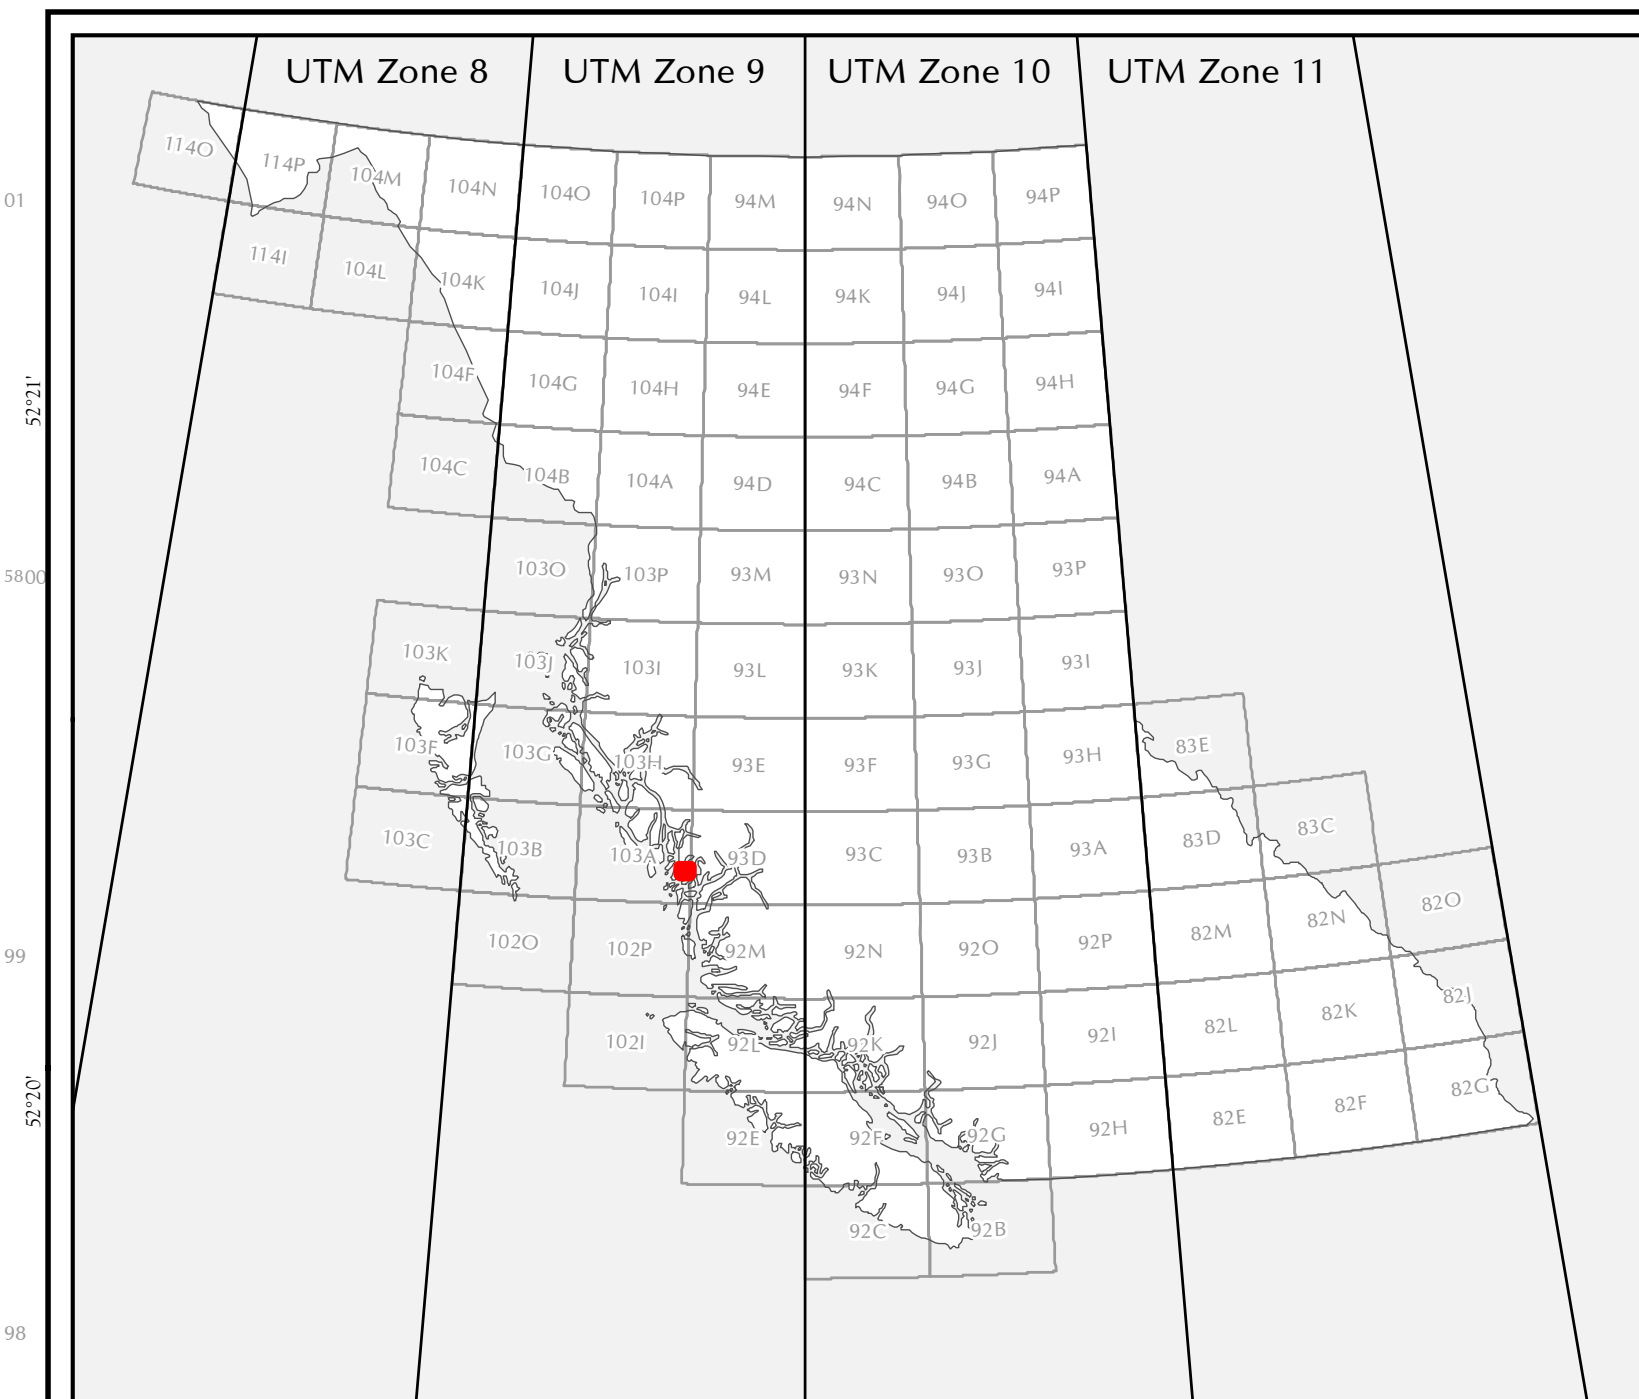 UTM Zone 8 UTM Zone 9 UTM Zone 10 UTM Zone 11
114O 114P 104M 104N 104O 104P 94M 94N 94O 94P
01
114I 104L 104K 104J 104I 94L 94K 94J 94I
104F 104G 104H 94E 94F 94G 94H
52°21'
104C 104B 104A 94D 94C 94B 94A
5800
103O 103P 93M 93N 93O 93P
103K 103J 103I 93L 93K 93J 93I
103F 103G 103H 93E 93F 93G 93H 83E
103C 103B 103A 93D 93C 93B 93A 83D 83C
99
102O 102P 92M 92N 92O 92P 82M 82N 82O
102I 92L 92K 92J 92I 82L 82K 82J
52°20'
92E 92F 92G 92H 82E 82F 82G
92C 92B
98